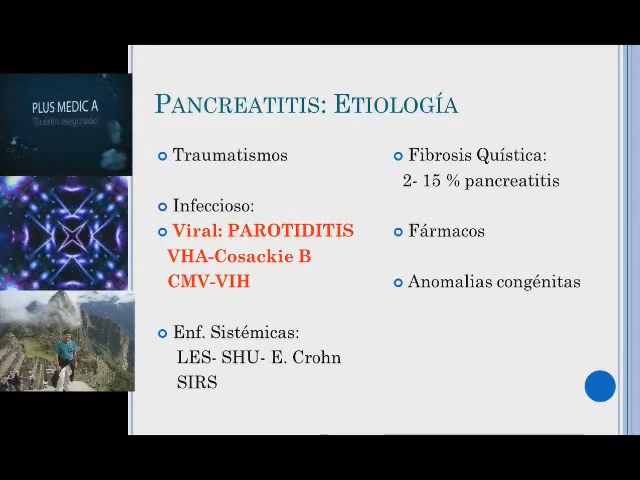 PLUS MEDIC A
PANCREATITIS: ETIOLOGÍA
Traumatismos
Infeccioso:
Viral: PAROTIDITIS
VHA-Cosackie B
CMV-VIH
Enf. Sistémicas:
LES- SHU- E. Crohn
SIRS
Fibrosis Quística:
2- 15 % pancreatitis
Fármacos
Anomalias congénitas